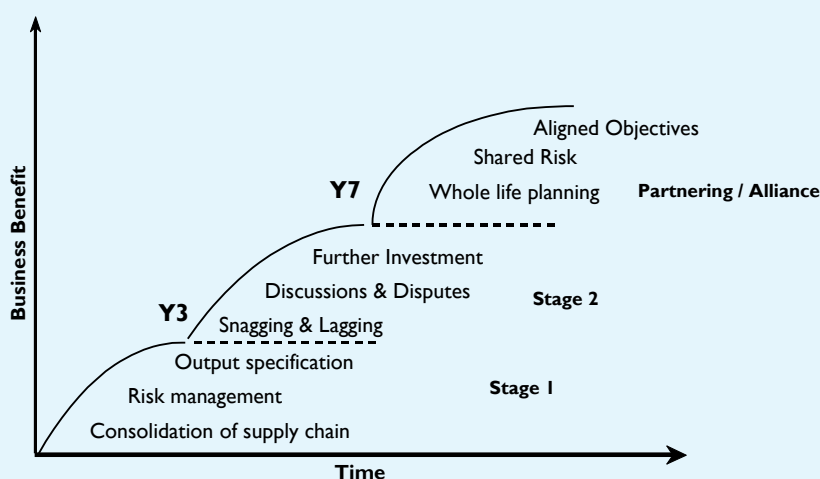 Business Benefit
Aligned Objectives
Shared Risk
Y7
Whole life planning
Partnering / Alliance
Further Investment
Discussions & Disputes
Stage 2
Y3
Snagging & Lagging
Output specification
Stage 1
Risk management
Consolidation of supply chain
Time